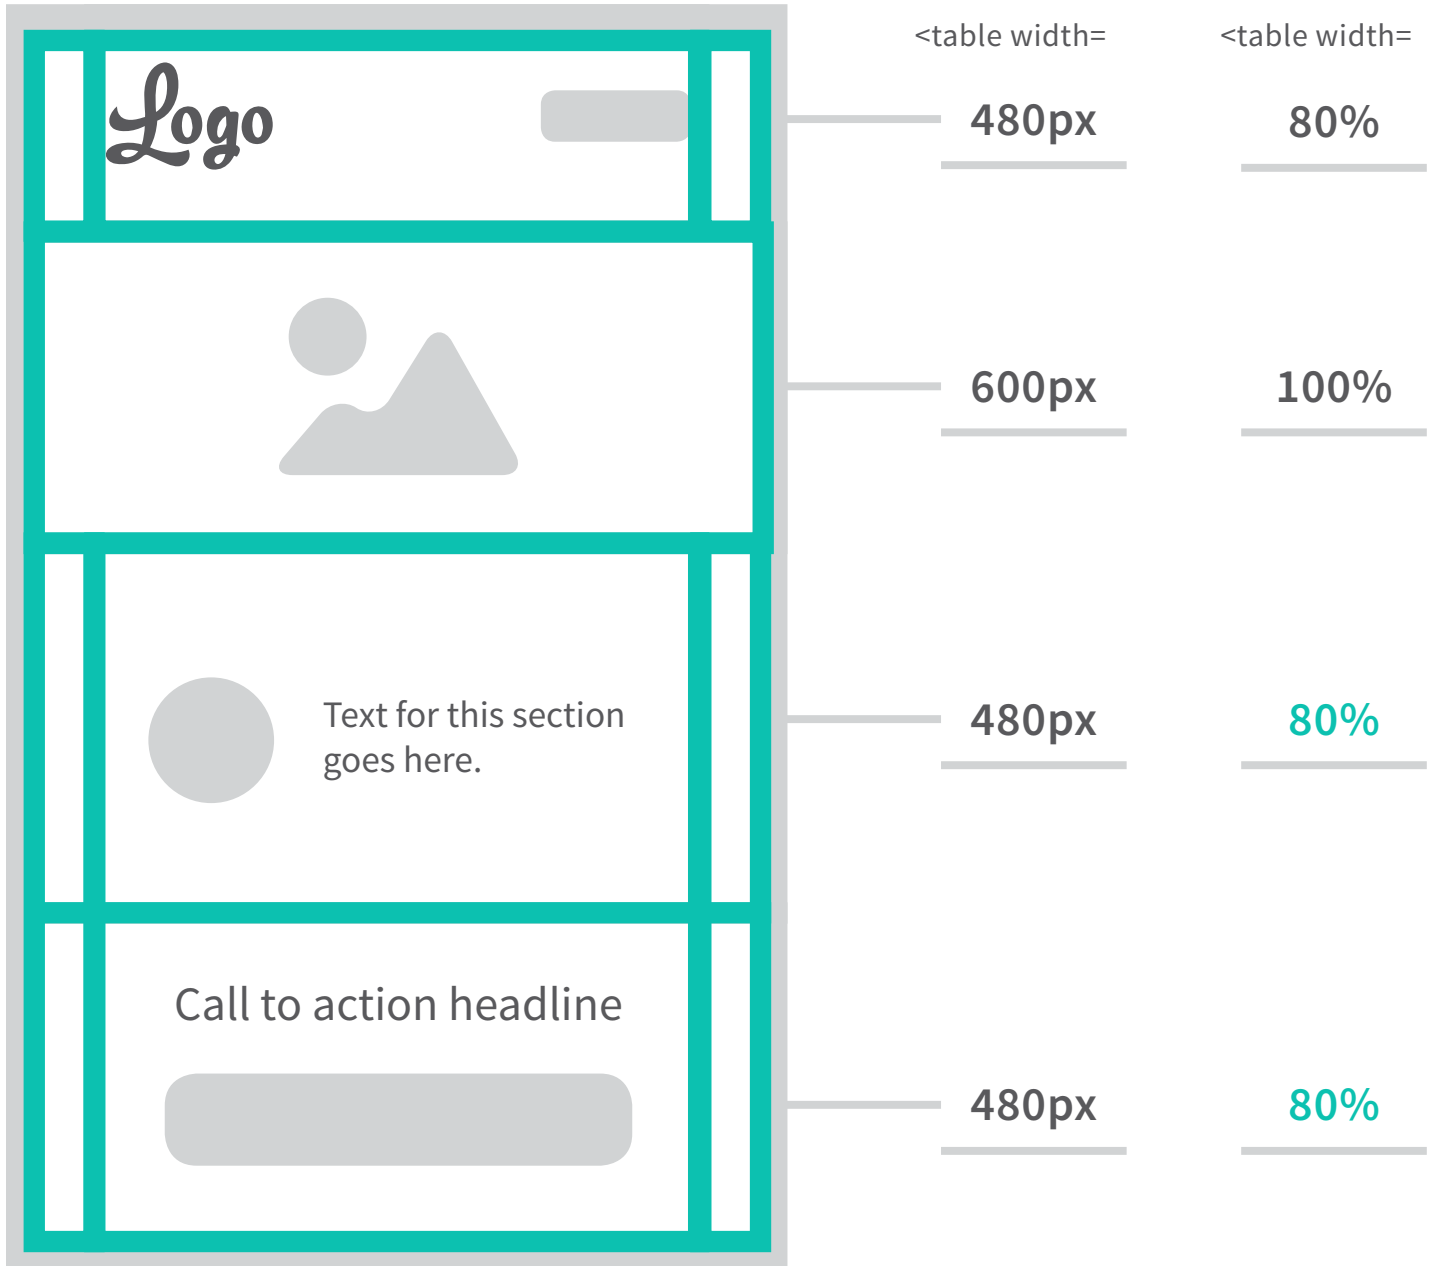 <table width=
<table width=
Logo
480px
80%
600px
100%
Text for this section
goes here.
480px
80%
Call to action headline
480px
80%